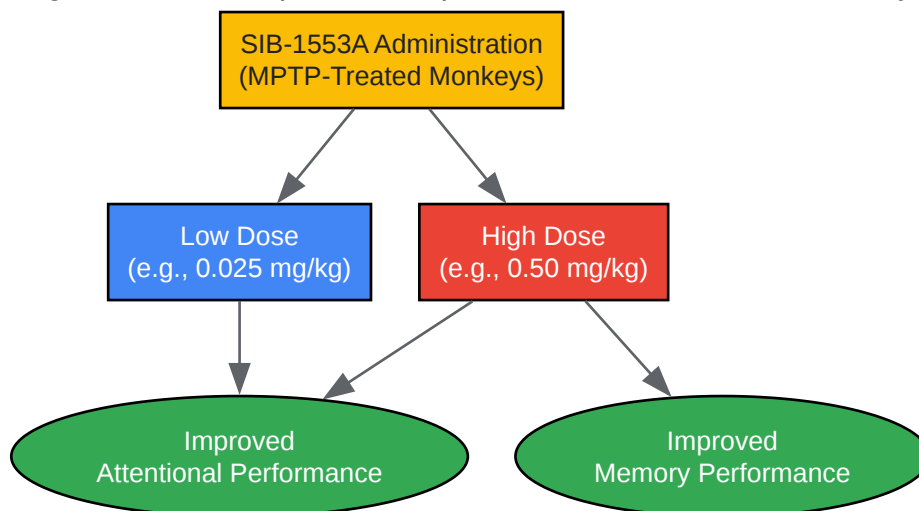 SIB-1553A Administration
(MPTP-Treated Monkeys)
Low Dose
(e.g., 0.025 mg/kg)
High Dose
(e.g., 0.50 mg/kg)
Improved
Attentional Performance
Improved
Memory Performance